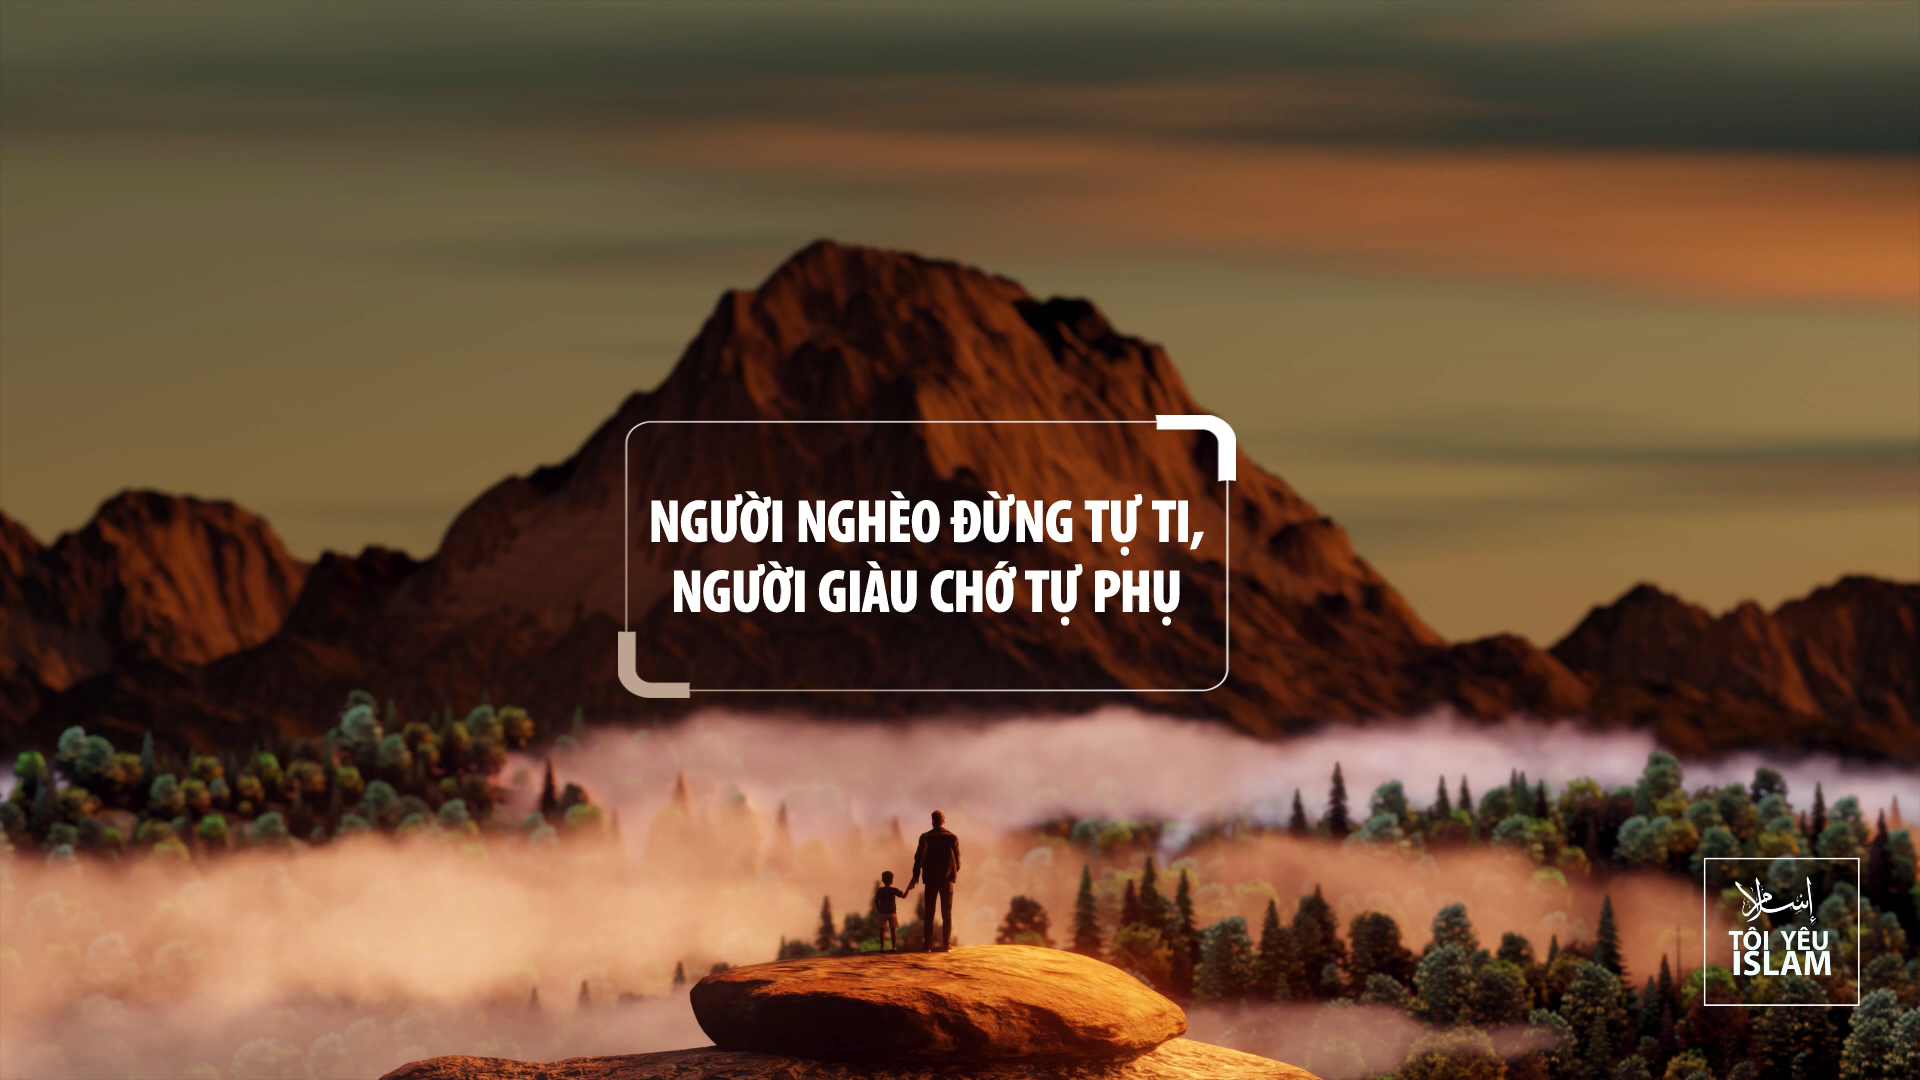 NGƯỜI NGHÈO ĐỪNG TỰ TI,
NGƯỜI GIÀU CHỚ TỰ PHỤ
إسلام
TÔI YÊU
ISLAM